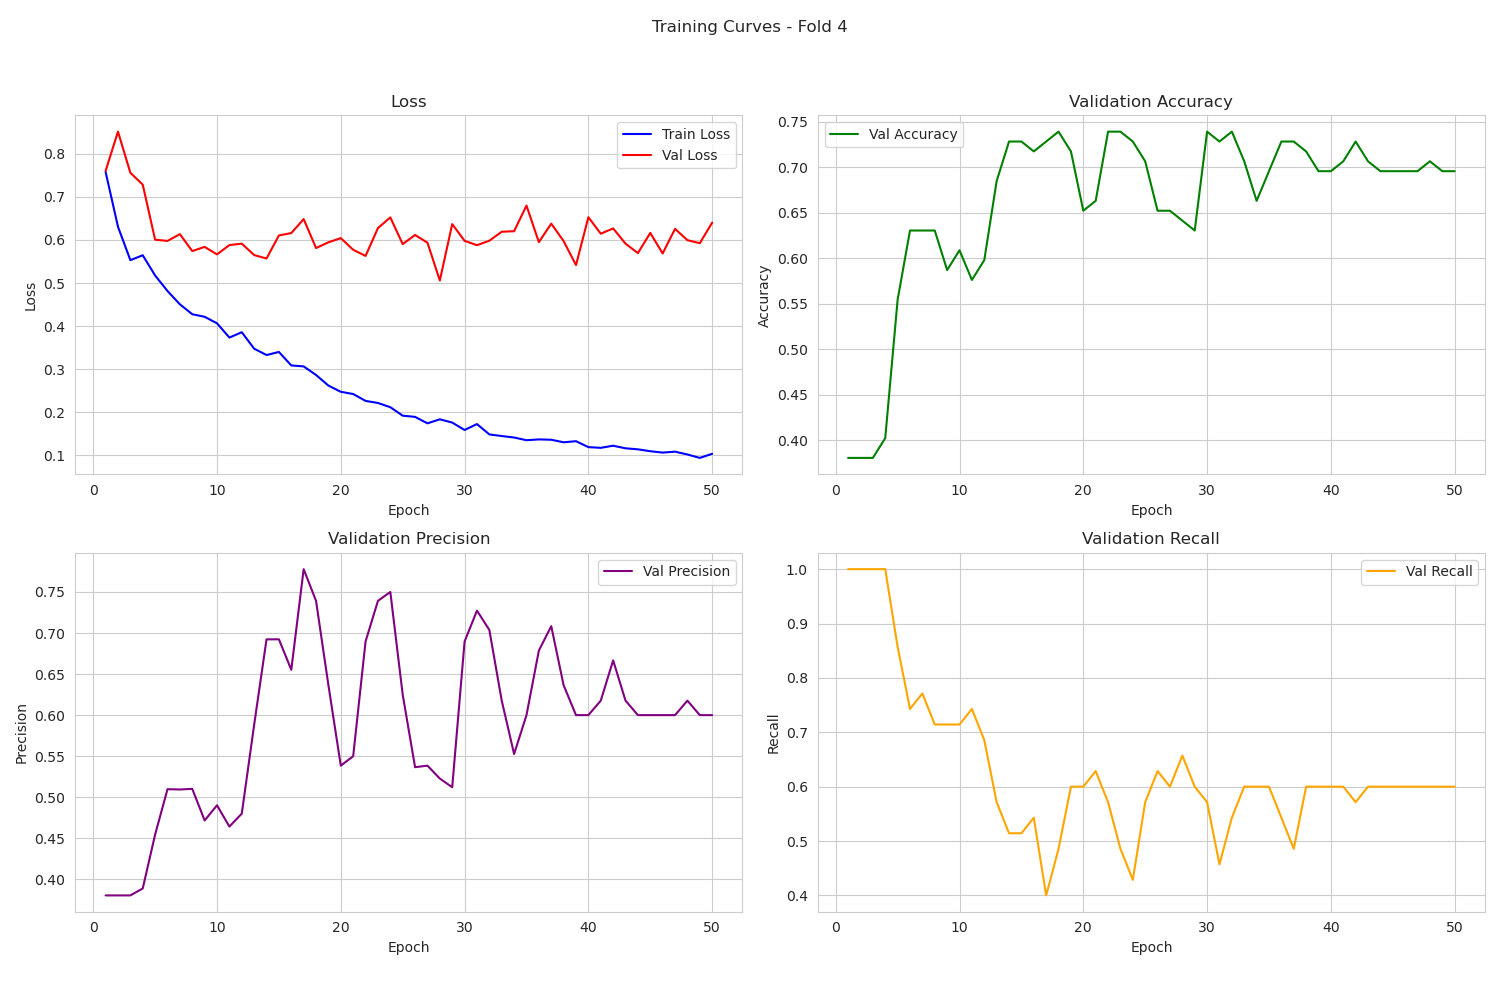 Training Curves - Fold 4
Loss
Train Loss
Val Loss
0.8
0.7
0.6
0.5
0.4
0.3
0.2
0.1
Loss
0 10 20 30 40 50
Epoch
Validation Accuracy
Val Accuracy
0.75
0.70
0.65
0.60
0.55
0.50
0.45
0.40
Accuracy
0 10 20 30 40 50
Epoch
Validation Precision
Val Precision
0.75
0.70
0.65
0.60
0.55
0.50
0.45
0.40
Precision
0 10 20 30 40 50
Epoch
Validation Recall
Val Recall
1.0
0.9
0.8
0.7
0.6
0.5
0.4
Recall
0 10 20 30 40 50
Epoch